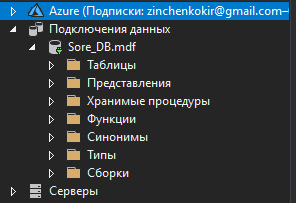 Azure (Подписки: zinchenkokir@gmail.com–
Подключения данных
Sore_DB.mdf
Таблицы
Представления
Хранимые процедуры
Функции
Синонимы
Типы
Сборки
Серверы